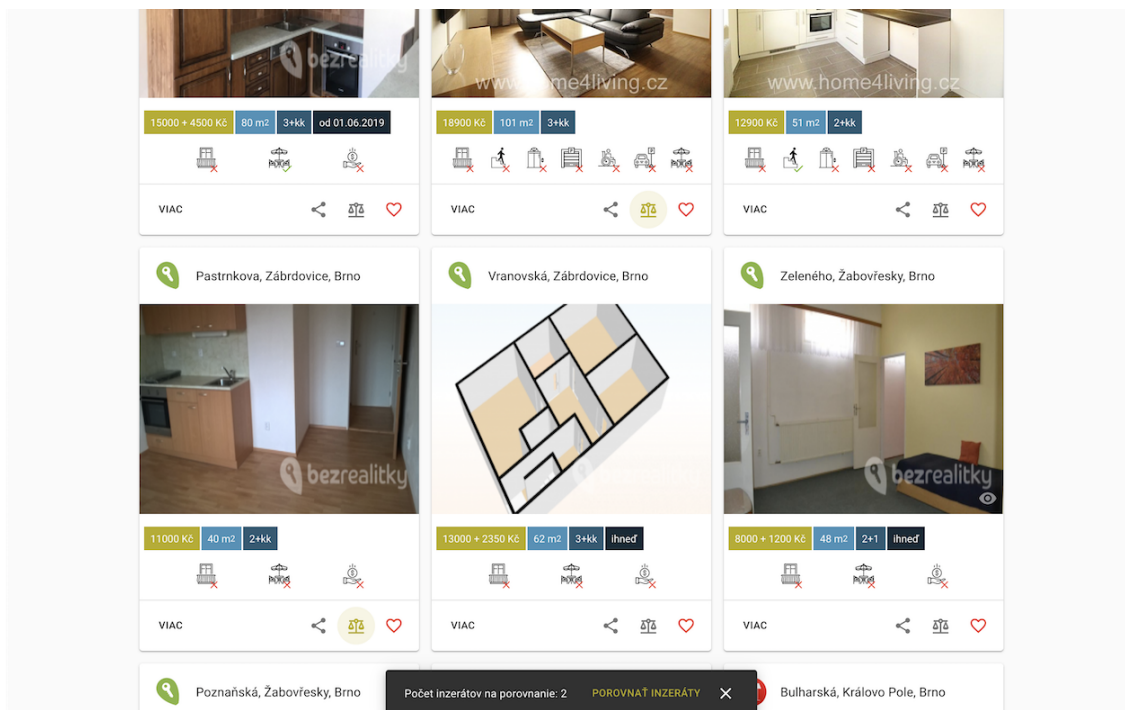 bezrealitky
www.home4living.cz
www.home4living.cz
15000 + 4500 Kč 80 m2 3+kk od 01.06.2019
18900 Kč 101 m2 3+kk
12900 Kč 51 m2 2+kk
VIAC
VIAC
VIAC
Pastrnkova, Zábrdovice, Brno
Vranovská, Zábrdovice, Brno
Zeleného, Žabovřesky, Brno
bezrealitky
bezrealitky
bezrealitky
11000 Kč 40 m2 2+kk
13000 + 2350 Kč 62 m2 3+kk ihneď
8000 + 1200 Kč 48 m2 2+1 ihneď
VIAC
VIAC
VIAC
Poznaňská, Žabovřesky, Brno
Počet inzerátov na porovnanie: 2 POROVNAŤ INZERÁTY
Bulharská, Královo Pole, Brno